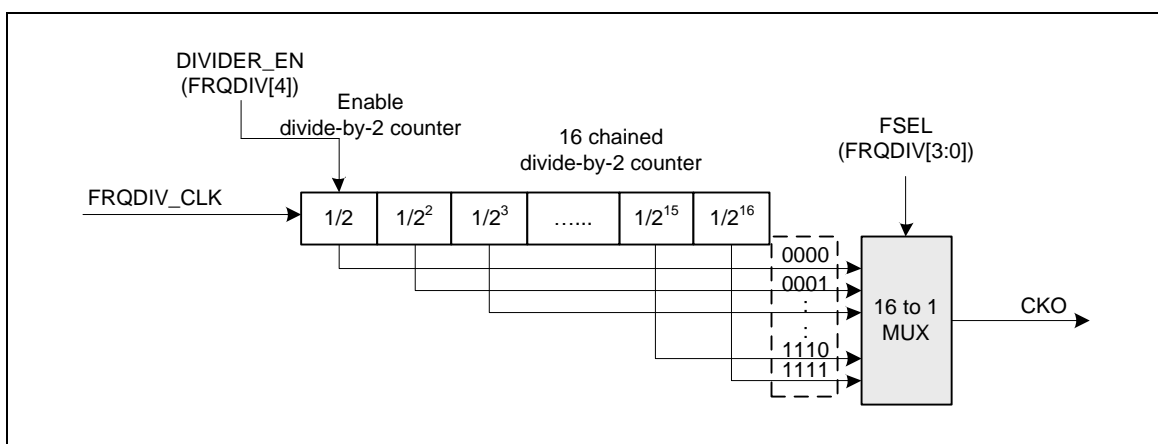 DIVIDER_EN
(FRQDIV[4])
Enable
divide-by-2 counter
16 chained
divide-by-2 counter
FSEL
(FRQDIV[3:0])
FRQDIV_CLK
1/2 1/2² 1/2³ …... 1/2¹⁵ 1/2¹⁶
0000
0001
:
:
1110
1111
16 to 1
MUX
CKO